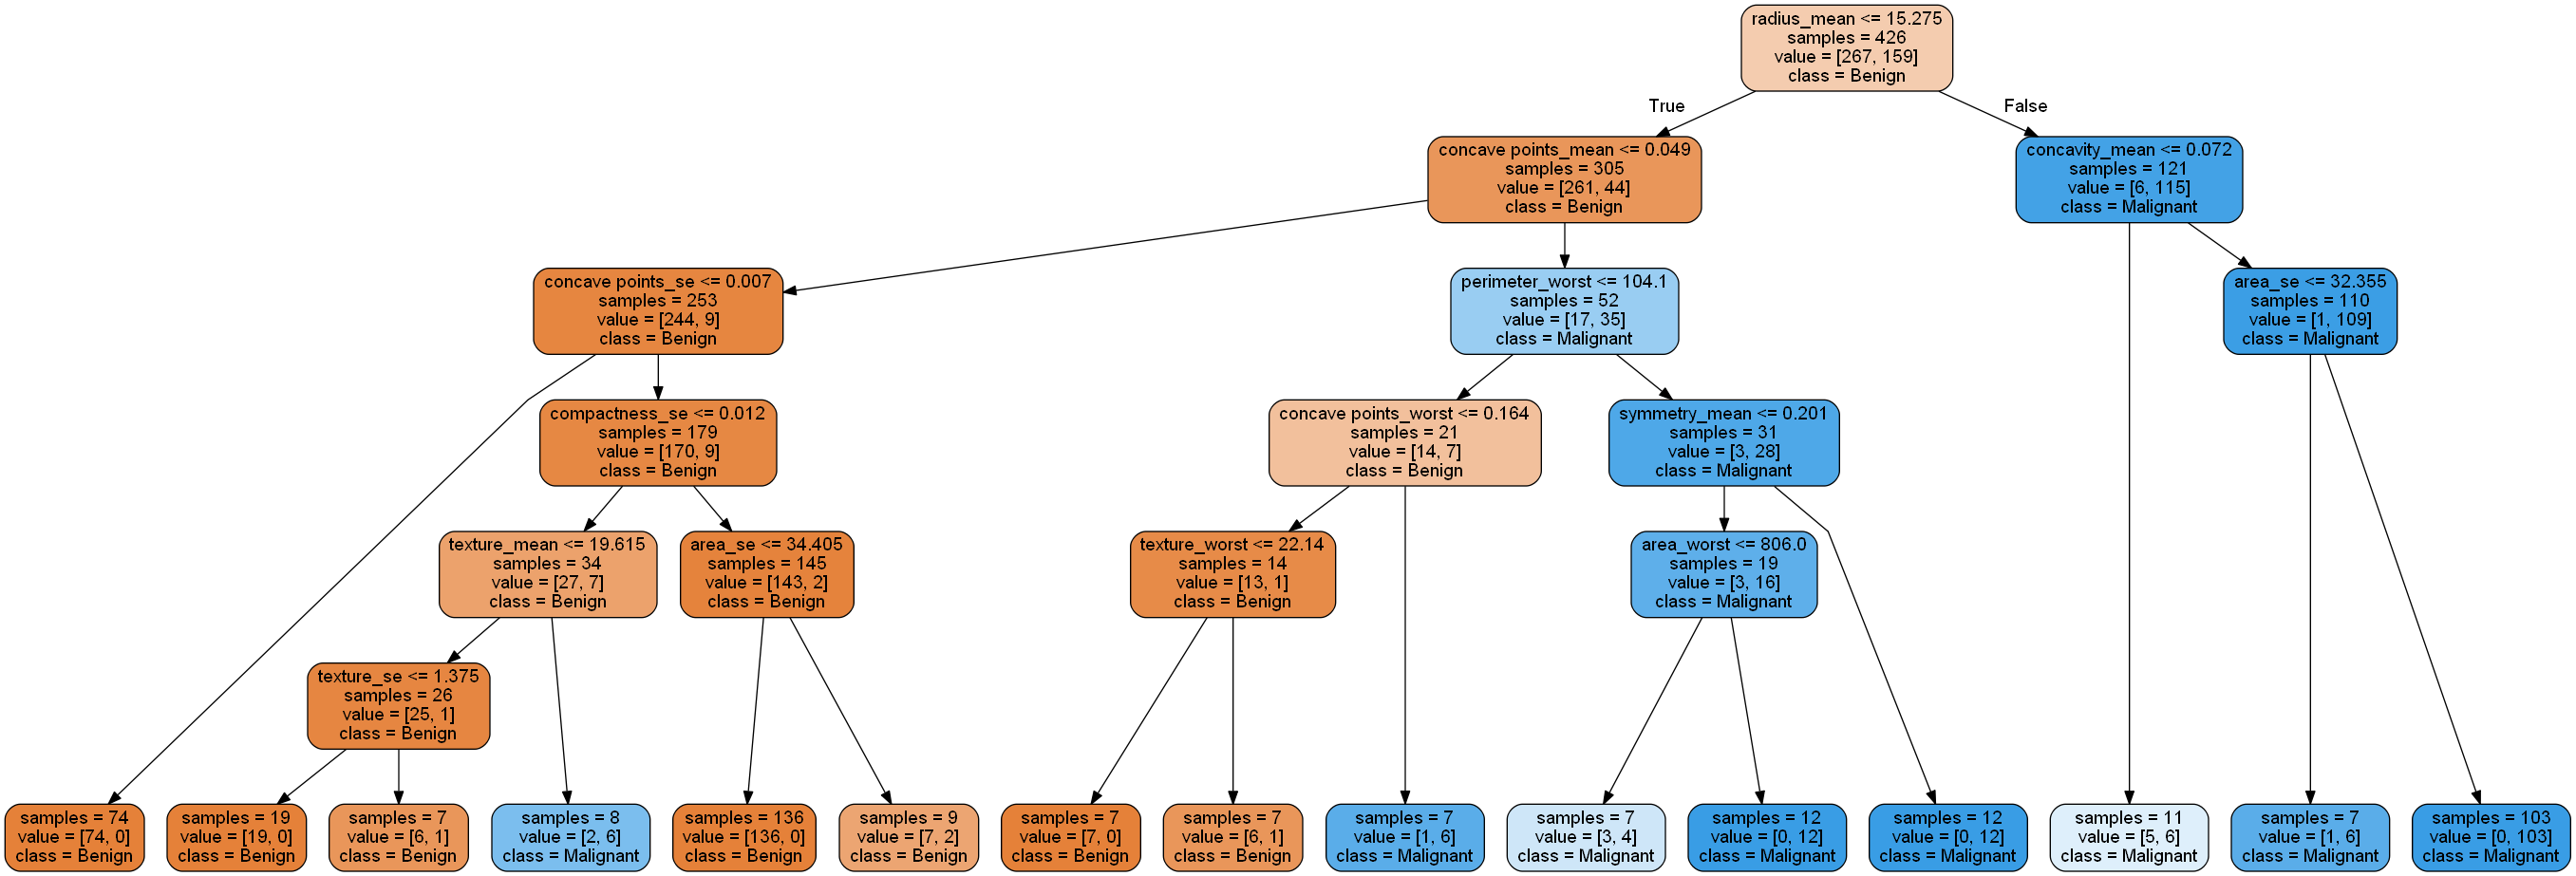 radius_mean <= 15.275
samples = 426
value = [267, 159]
class = Benign
True
False
concave points_mean <= 0.049
samples = 305
value = [261, 44]
class = Benign
concavity_mean <= 0.072
samples = 121
value = [6, 115]
class = Malignant
concave points_se <= 0.007
samples = 253
value = [244, 9]
class = Benign
perimeter_worst <= 104.1
samples = 52
value = [17, 35]
class = Malignant
area_se <= 32.355
samples = 110
value = [1, 109]
class = Malignant
compactness_se <= 0.012
samples = 179
value = [170, 9]
class = Benign
concave points_worst <= 0.164
samples = 21
value = [14, 7]
class = Benign
symmetry_mean <= 0.201
samples = 31
value = [3, 28]
class = Malignant
texture_mean <= 19.615
samples = 34
value = [27, 7]
class = Benign
area_se <= 34.405
samples = 145
value = [143, 2]
class = Benign
texture_worst <= 22.14
samples = 14
value = [13, 1]
class = Benign
area_worst <= 806.0
samples = 19
value = [3, 16]
class = Malignant
texture_se <= 1.375
samples = 26
value = [25, 1]
class = Benign
samples = 74
value = [74, 0]
class = Benign
samples = 19
value = [19, 0]
class = Benign
samples = 7
value = [6, 1]
class = Benign
samples = 8
value = [2, 6]
class = Malignant
samples = 136
value = [136, 0]
class = Benign
samples = 9
value = [7, 2]
class = Benign
samples = 7
value = [7, 0]
class = Benign
samples = 7
value = [6, 1]
class = Benign
samples = 7
value = [1, 6]
class = Malignant
samples = 7
value = [3, 4]
class = Malignant
samples = 12
value = [0, 12]
class = Malignant
samples = 12
value = [0, 12]
class = Malignant
samples = 11
value = [5, 6]
class = Malignant
samples = 7
value = [1, 6]
class = Malignant
samples = 103
value = [0, 103]
class = Malignant